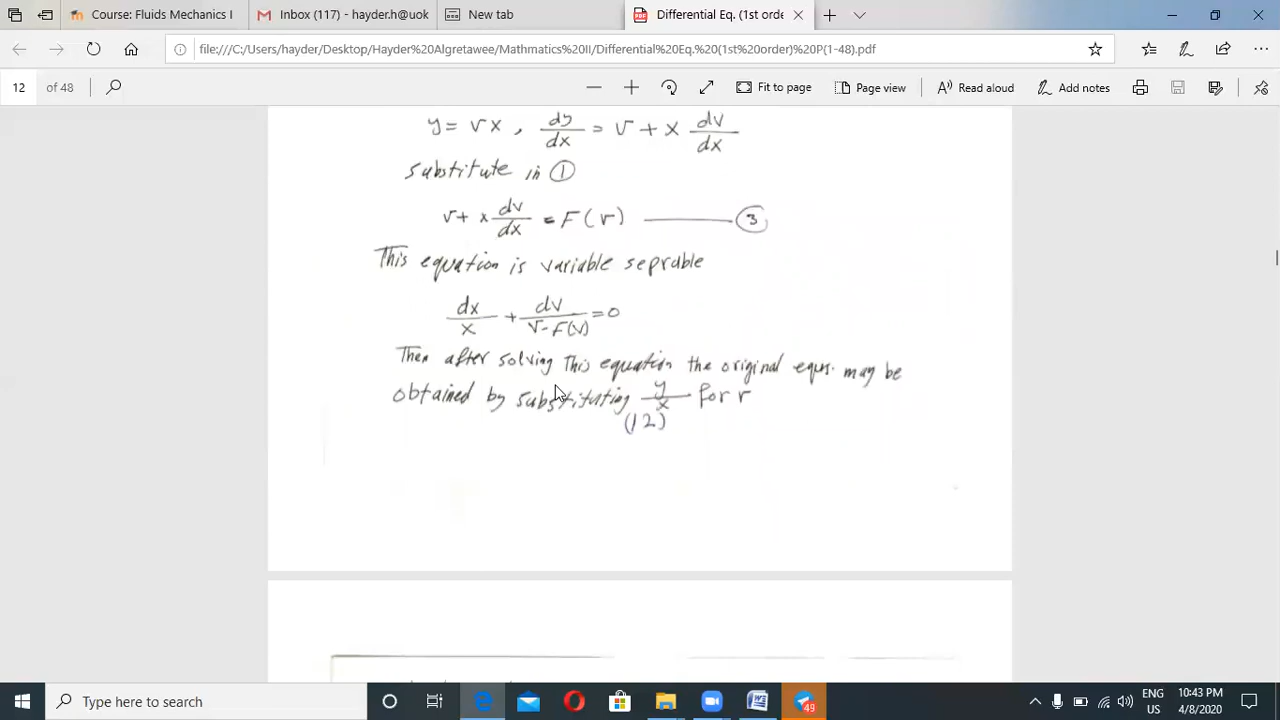 Course: Fluids Mechanics I
Inbox (117) - hayder.h@uok
New tab
Differential Eq. (1st orde
file:///C:/Users/hayder/Desktop/Hayder%20Algretawee/Mathmatics%20II/Differential%20Eq.%20(1st%20order)%20P(1-48).pdf
12 of 48
Fit to page
Page view
Read aloud
Add notes
y = vx , dy/dx = v + x dv/dx
substitute in ①
v + x dv/dx = F(v) ——— ③
This equation is variable seprable
dx/x + dv/(v-F(v)) = 0
Then after solving This equation the original equs. may be
obtained by substituting y/x for v
(12)
Type here to search
49
ENG
US
10:43 PM
4/8/2020